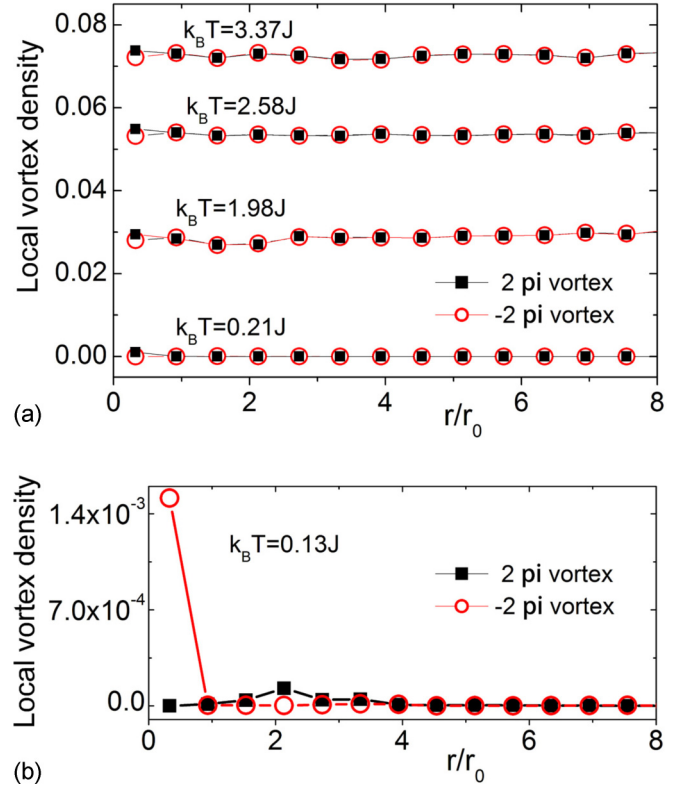 Local vortex density
0.08
0.06
0.04
0.02
0.00
k_BT=3.37J
k_BT=2.58J
k_BT=1.98J
k_BT=0.21J
2 pi vortex
-2 pi vortex
0 2 4 6 8
r/r_0
(a)
Local vortex density
1.4x10^-3
7.0x10^-4
0.0
k_BT=0.13J
2 pi vortex
-2 pi vortex
0 2 4 6 8
r/r_0
(b)